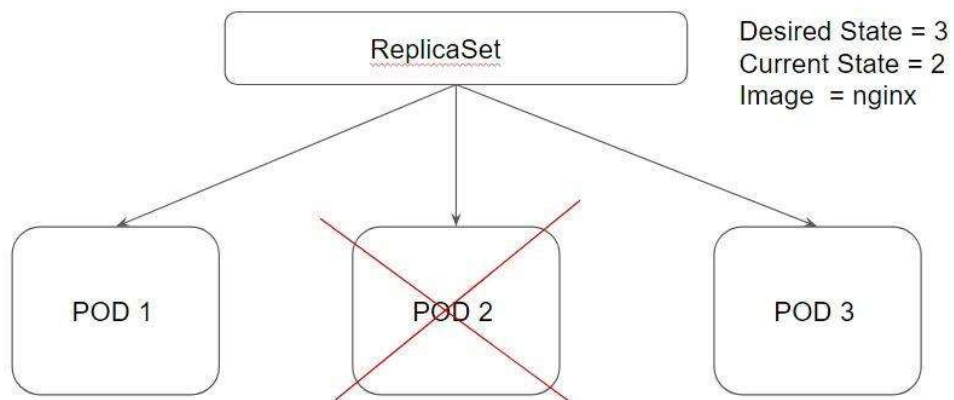 ReplicaSet
Desired State = 3
Current State = 2
Image  = nginx
POD 1
POD 2
POD 3